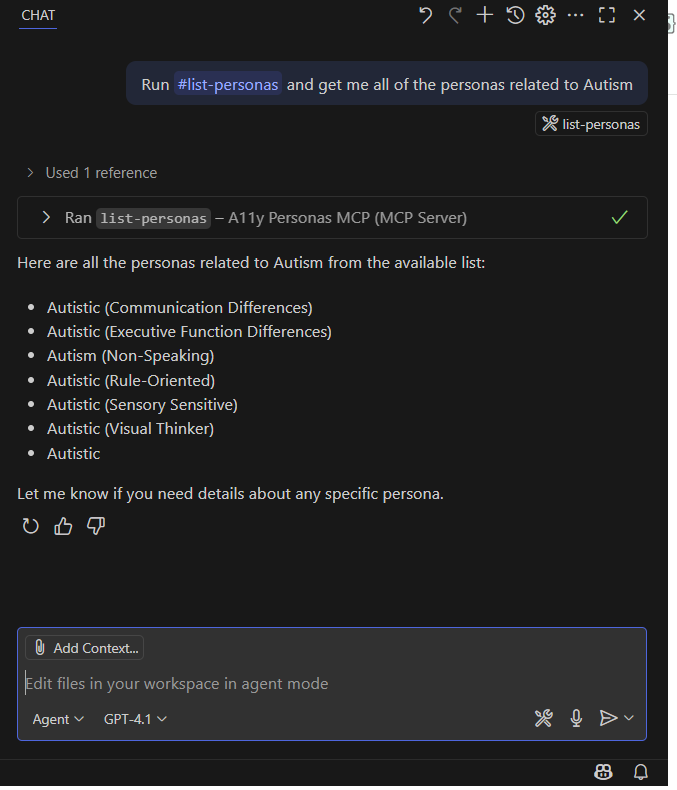 CHAT
Run #list-personas and get me all of the personas related to Autism
list-personas
Used 1 reference
Ran list-personas – A11y Personas MCP (MCP Server)
Here are all the personas related to Autism from the available list:
• Autistic (Communication Differences)
• Autistic (Executive Function Differences)
• Autism (Non-Speaking)
• Autistic (Rule-Oriented)
• Autistic (Sensory Sensitive)
• Autistic (Visual Thinker)
• Autistic
Let me know if you need details about any specific persona.
Add Context...
Edit files in your workspace in agent mode
Agent GPT-4.1